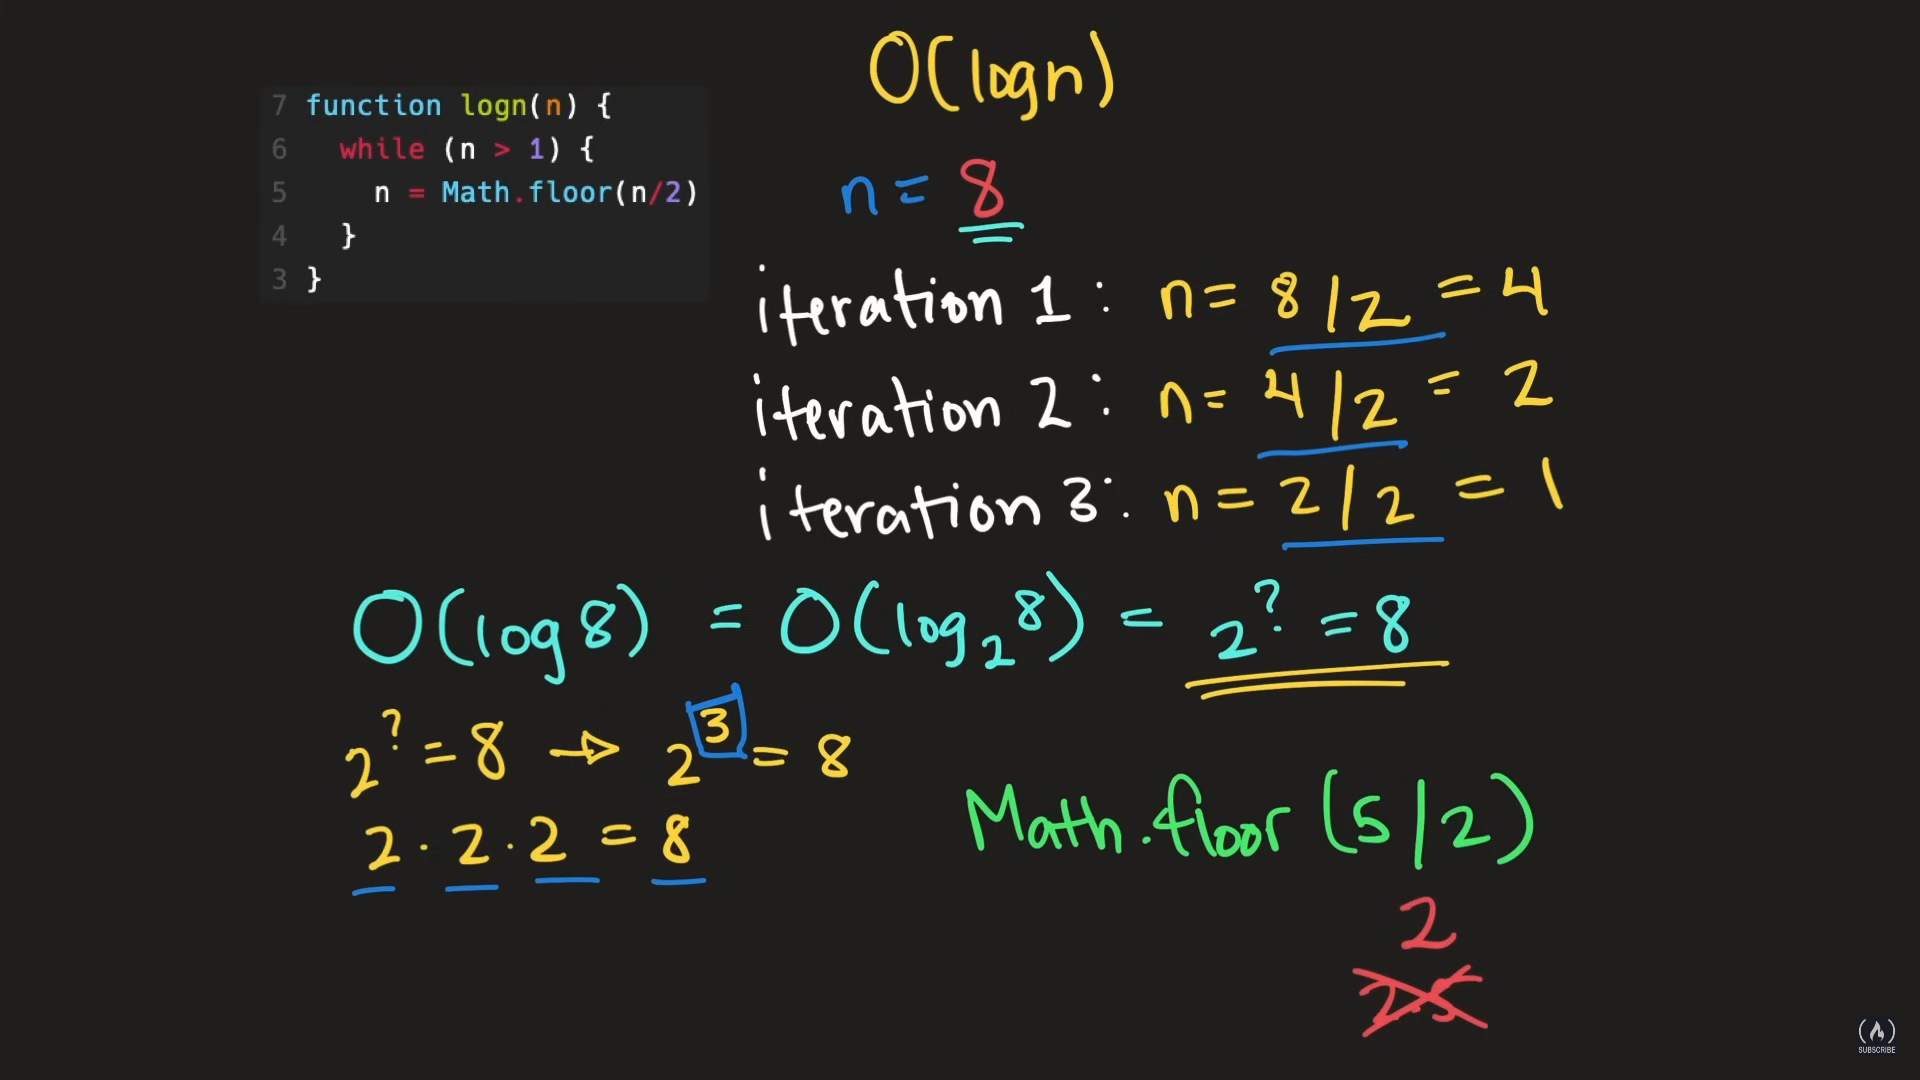 O(logn)
7 function logn(n) {
6 while (n > 1) {
5 n = Math.floor(n/2)
4 }
3 }
n = 8
iteration 1 : n = 8/2 = 4
iteration 2 : n = 4/2 = 2
iteration 3 : n = 2/2 = 1
O(log 8) = O(log₂8) = 2^? = 8
2^? = 8 → 2^3 = 8
2 · 2 · 2 = 8
Math.floor (5/2)
2
2.5
SUBSCRIBE